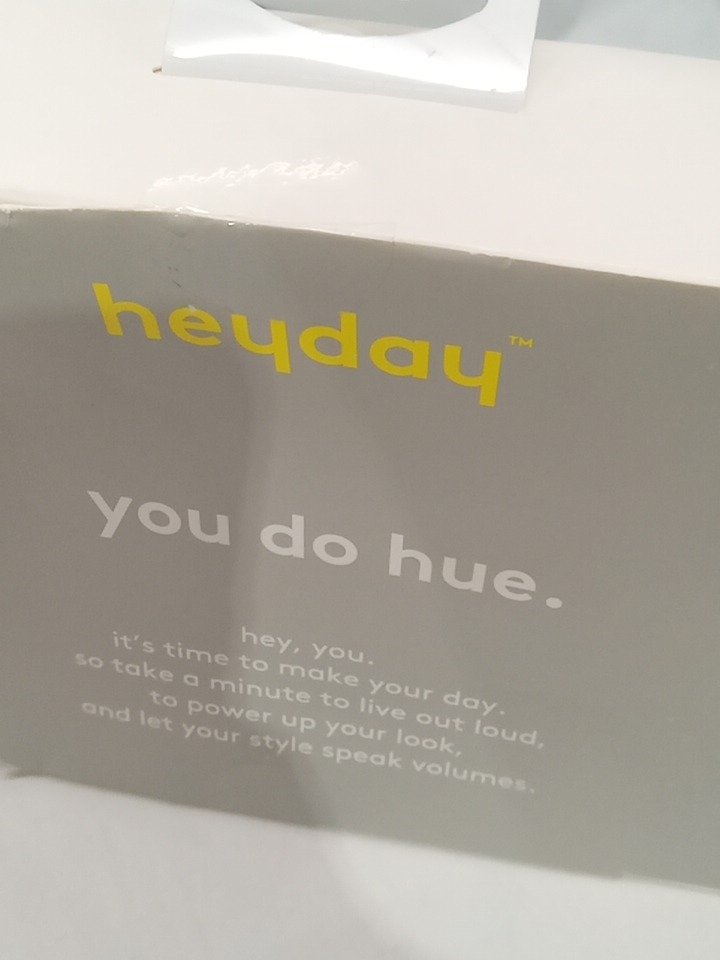 heyday™
you do hue.
hey, you.
it's time to make your day.
so take a minute to live out loud,
to power up your look,
and let your style speak volumes.